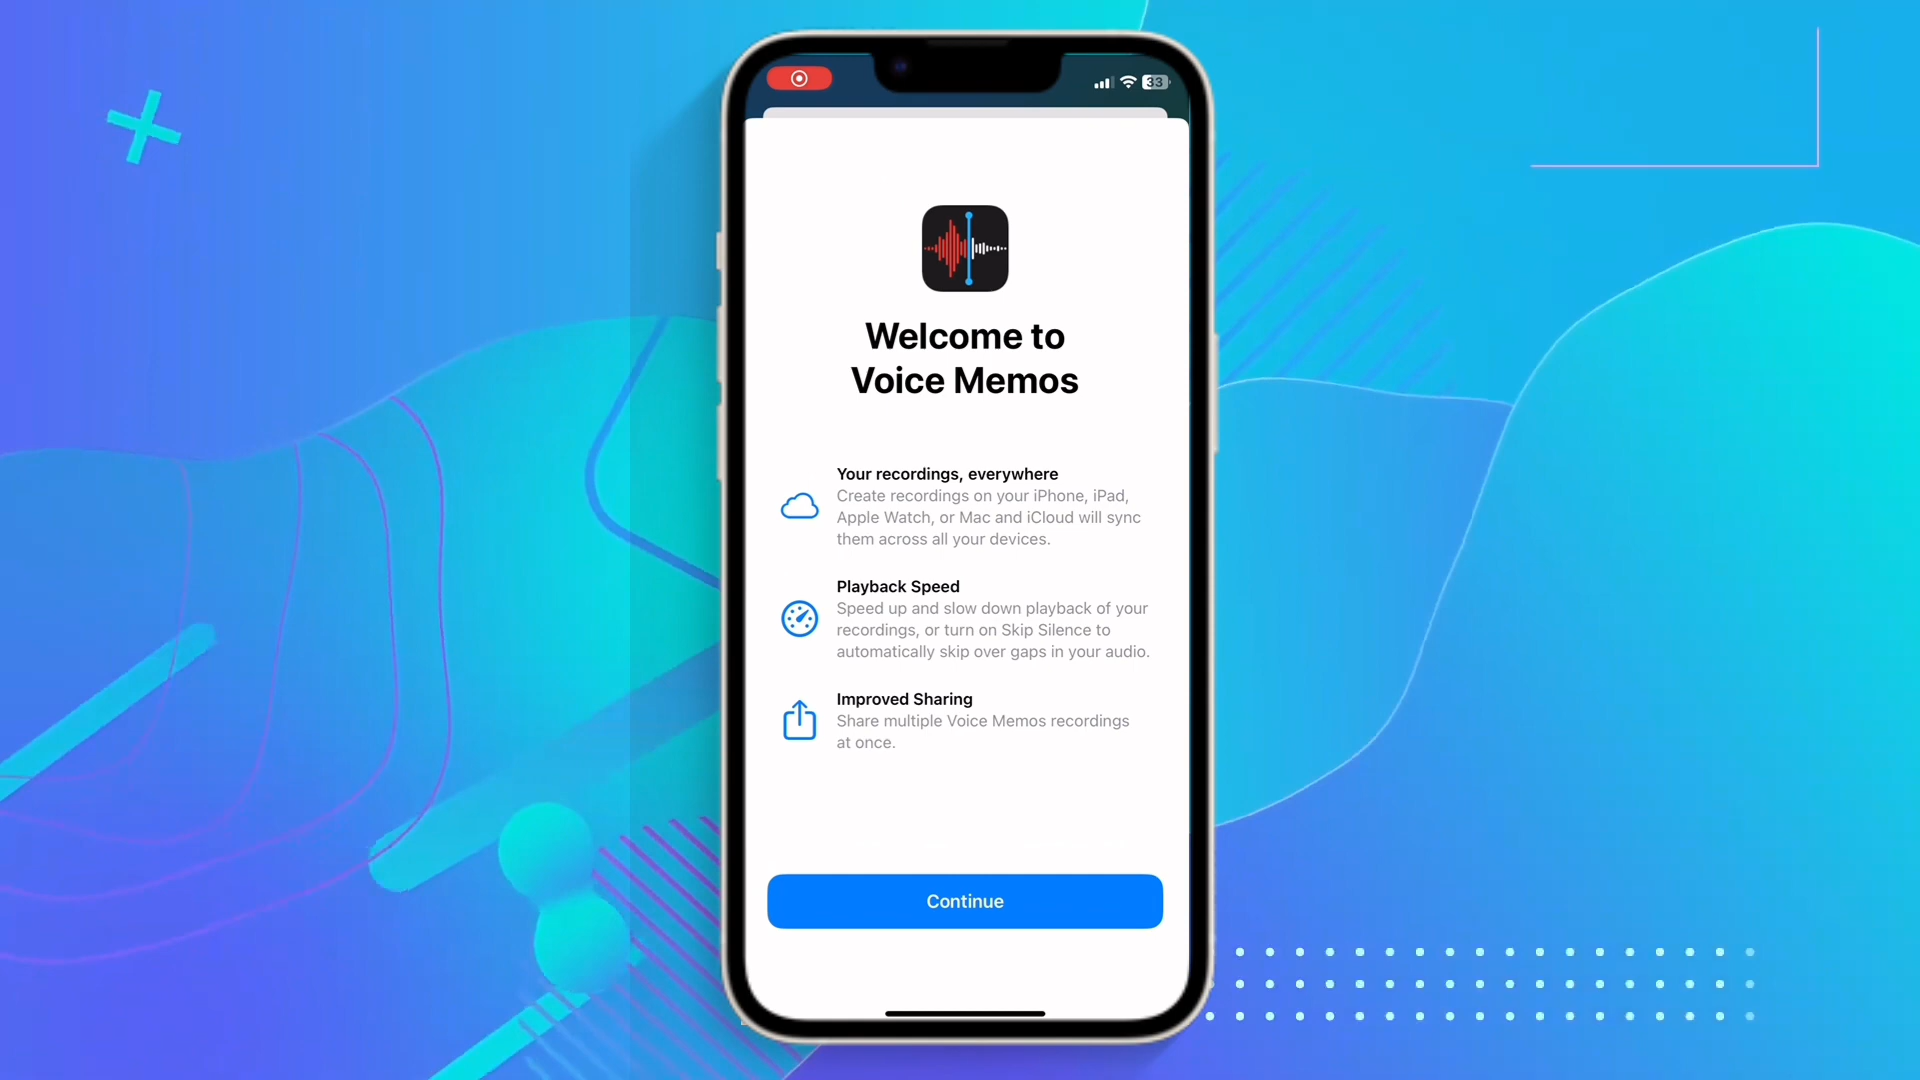 33
Welcome to
Voice Memos
Your recordings, everywhere
Create recordings on your iPhone, iPad,
Apple Watch, or Mac and iCloud will sync
them across all your devices.
Playback Speed
Speed up and slow down playback of your
recordings, or turn on Skip Silence to
automatically skip over gaps in your audio.
Improved Sharing
Share multiple Voice Memos recordings
at once.
Continue